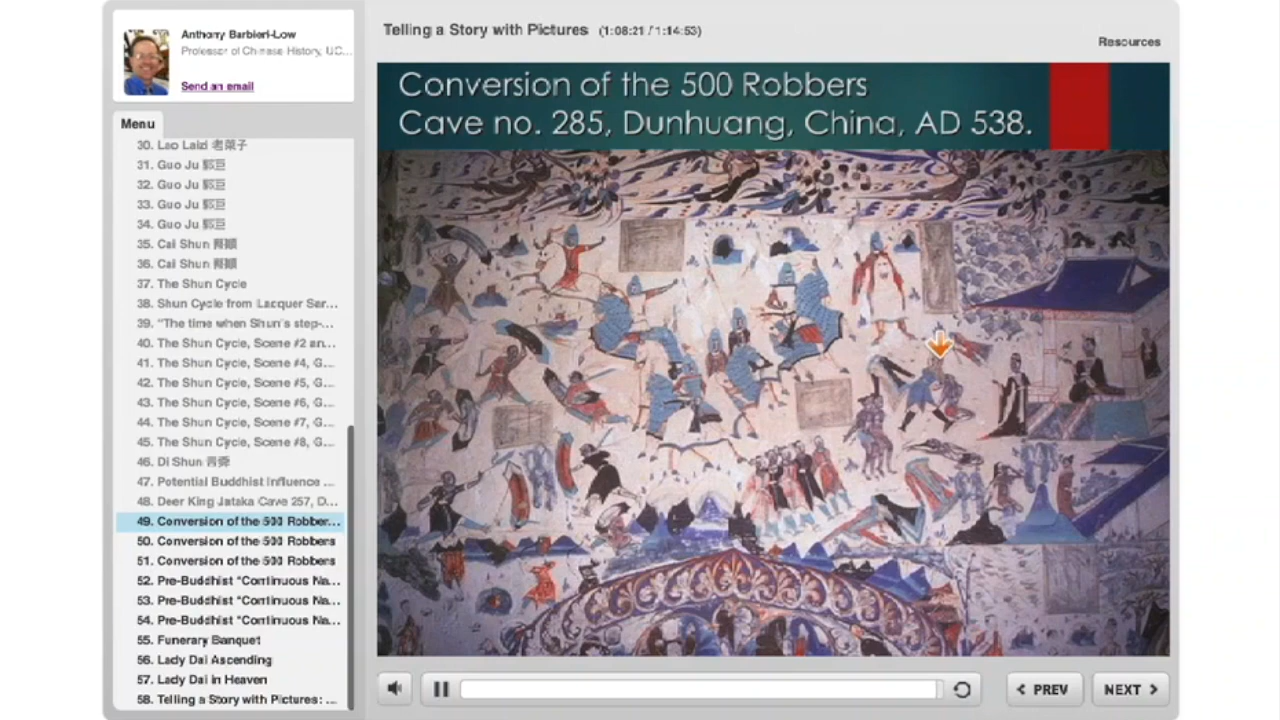 Anthony Barbieri-Low
Professor of Chinese History, UC...
Send an email
Menu
30. Lao Laizi 老萊子
31. Guo Ju 郭巨
32. Guo Ju 郭巨
33. Guo Ju 郭巨
34. Guo Ju 郭巨
35. Cai Shun
36. Cai Shun
37. The Shun Cycle
38. Shun Cycle from Lacquer Sar...
39. "The time when Shun's step-...
40. The Shun Cycle, Scene #2 an...
41. The Shun Cycle, Scene #4, G...
42. The Shun Cycle, Scene #5, G...
43. The Shun Cycle, Scene #6, G...
44. The Shun Cycle, Scene #7, G...
45. The Shun Cycle, Scene #8, G...
46. Di Shun
47. Potential Buddhist Influence ...
48. Deer King Jataka Cave 257, D...
49. Conversion of the 500 Robber...
50. Conversion of the 500 Robbers
51. Conversion of the 500 Robbers
52. Pre-Buddhist "Continuous Na...
53. Pre-Buddhist "Continuous Na...
54. Pre-Buddhist "Continuous Na...
55. Funerary Banquet
56. Lady Dai Ascending
57. Lady Dai in Heaven
58. Telling a Story with Pictures: ...
Telling a Story with Pictures (1:08:21 / 1:14:53)
Resources
Conversion of the 500 Robbers
Cave no. 285, Dunhuang, China, AD 538.
PREV
NEXT